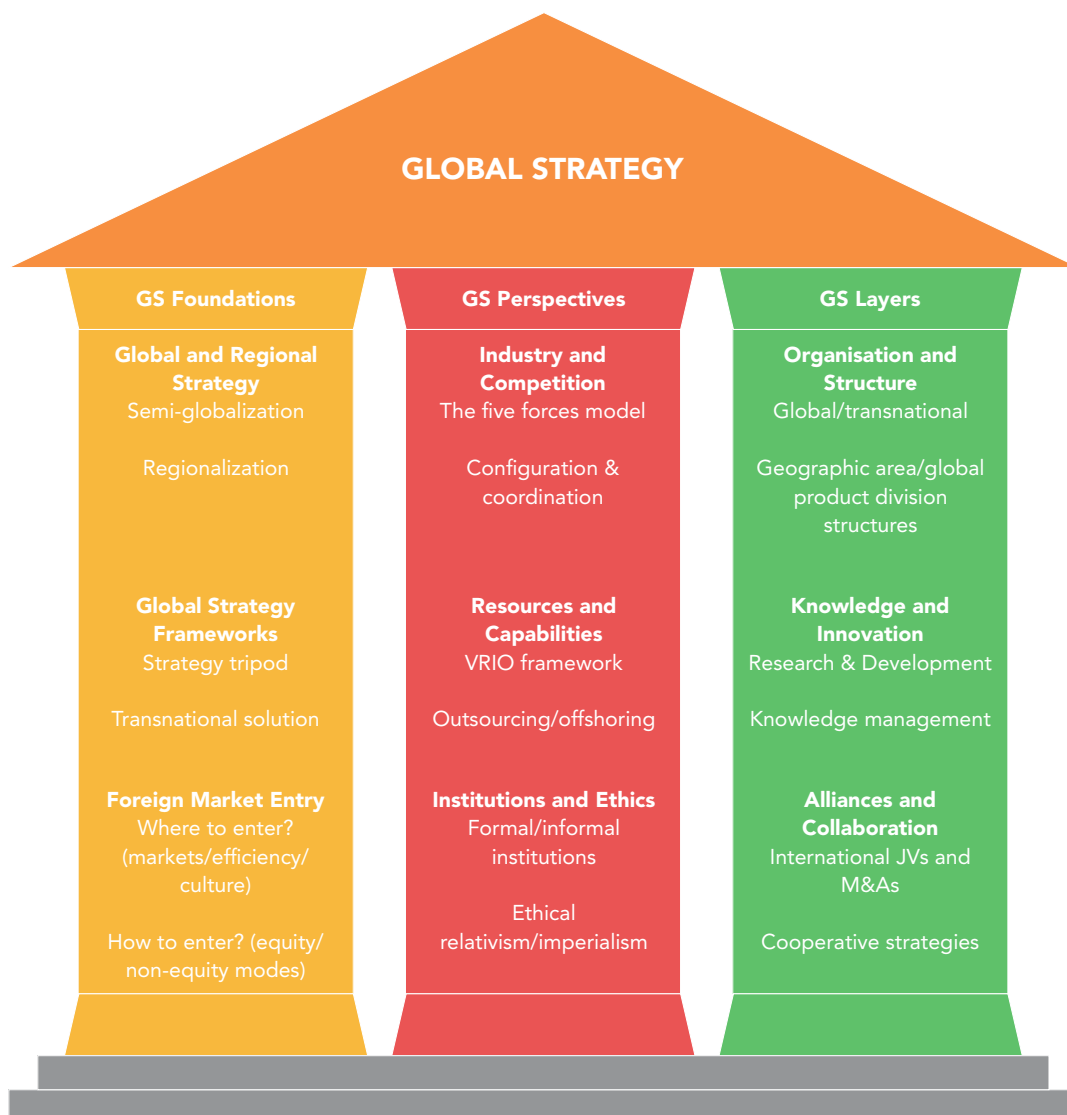 GLOBAL STRATEGY
GS Foundations
Global and Regional
Strategy
Semi-globalization
Regionalization
Global Strategy
Frameworks
Strategy tripod
Transnational solution
Foreign Market Entry
Where to enter?
(markets/efficiency/
culture)
How to enter? (equity/
non-equity modes)
GS Perspectives
Industry and
Competition
The five forces model
Configuration &
coordination
Resources and
Capabilities
VRIO framework
Outsourcing/offshoring
Institutions and Ethics
Formal/informal
institutions
Ethical
relativism/imperialism
GS Layers
Organisation and
Structure
Global/transnational
Geographic area/global
product division
structures
Knowledge and
Innovation
Research & Development
Knowledge management
Alliances and
Collaboration
International JVs and
M&As
Cooperative strategies